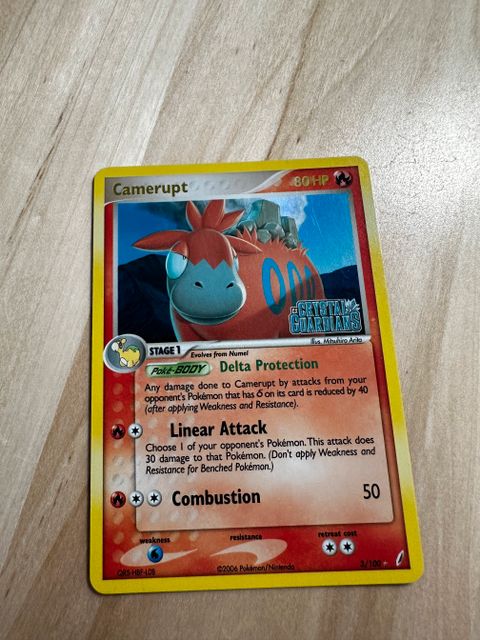 Camerupt 80 HP
CRYSTAL
GUARDIANS
Illus. Mitsuhiro Arita
STAGE 1 Evolves from Numel
Poké-BODY Delta Protection
Any damage done to Camerupt by attacks from your
opponent's Pokémon that has δ on its card is reduced by 40
(after applying Weakness and Resistance).
Linear Attack
Choose 1 of your opponent's Pokémon. This attack does
30 damage to that Pokémon. (Don't apply Weakness and
Resistance for Benched Pokémon.)
Combustion 50
weakness resistance retreat cost
©2006 Pokémon/Nintendo 3/100